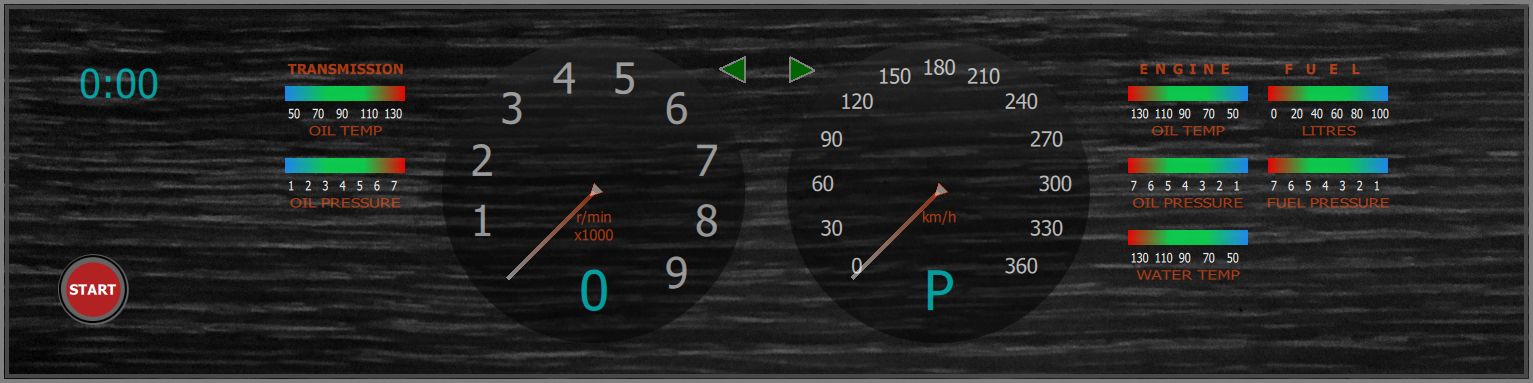 0:00
TRANSMISSION
50 70 90 110 130
OIL TEMP
1 2 3 4 5 6 7
OIL PRESSURE
START
1
2
3
4
5
6
7
8
9
r/min
x1000
0
0
30
60
90
120
150
180
210
240
270
300
330
360
km/h
P
ENGINE
130 110 90 70 50
OIL TEMP
7 6 5 4 3 2 1
OIL PRESSURE
130 110 90 70 50
WATER TEMP
FUEL
0 20 40 60 80 100
LITRES
7 6 5 4 3 2 1
FUEL PRESSURE